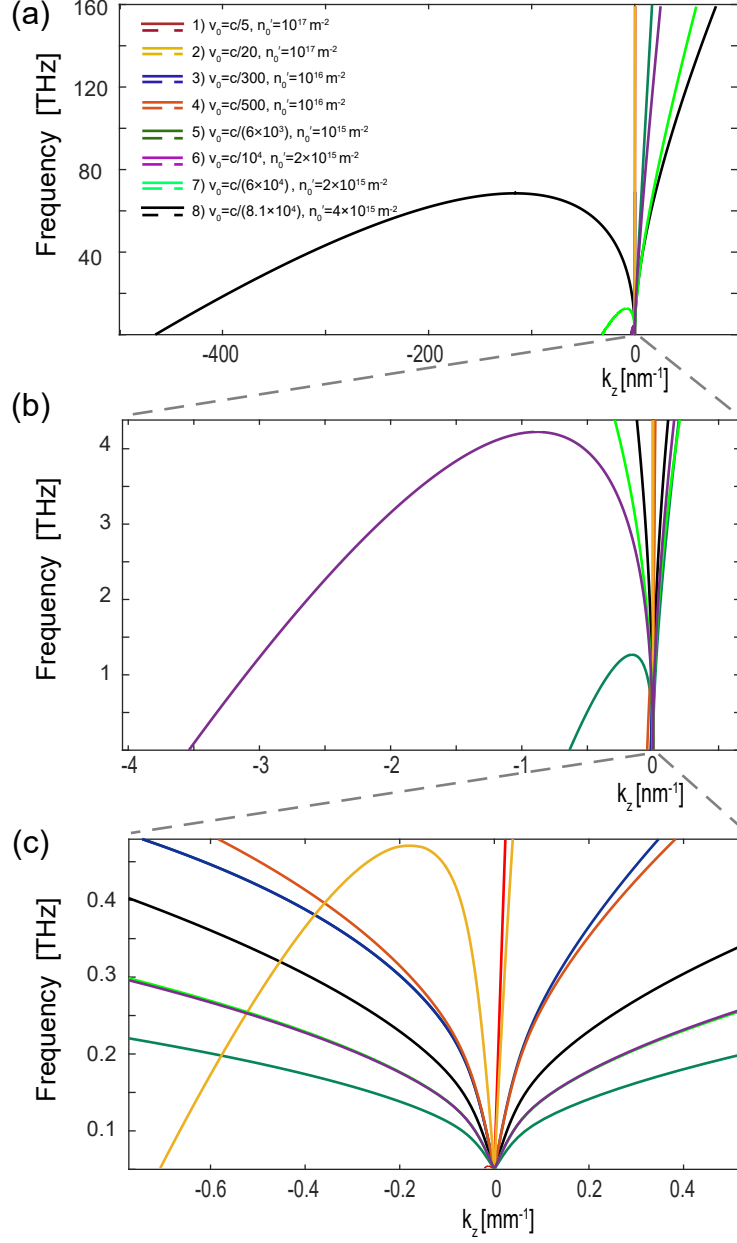 (a)
160
120
80
40
Frequency [THz]
1) v₀=c/5, n₀'=10¹⁷ m⁻²
2) v₀=c/20, n₀'=10¹⁷ m⁻²
3) v₀=c/300, n₀'=10¹⁶ m⁻²
4) v₀=c/500, n₀'=10¹⁶ m⁻²
5) v₀=c/(6×10³), n₀'=10¹⁵ m⁻²
6) v₀=c/10⁴, n₀'=2×10¹⁵ m⁻²
7) v₀=c/(6×10⁴) , n₀'=2×10¹⁵ m⁻²
8) v₀=c/(8.1×10⁴), n₀'=4×10¹⁵ m⁻²
-400 -200 0
k_z [nm⁻¹]
(b)
4
3
2
1
Frequency [THz]
-4 -3 -2 -1 0
k_z [nm⁻¹]
(c)
0.4
0.3
0.2
0.1
Frequency [THz]
-0.6 -0.4 -0.2 0 0.2 0.4
k_z [mm⁻¹]